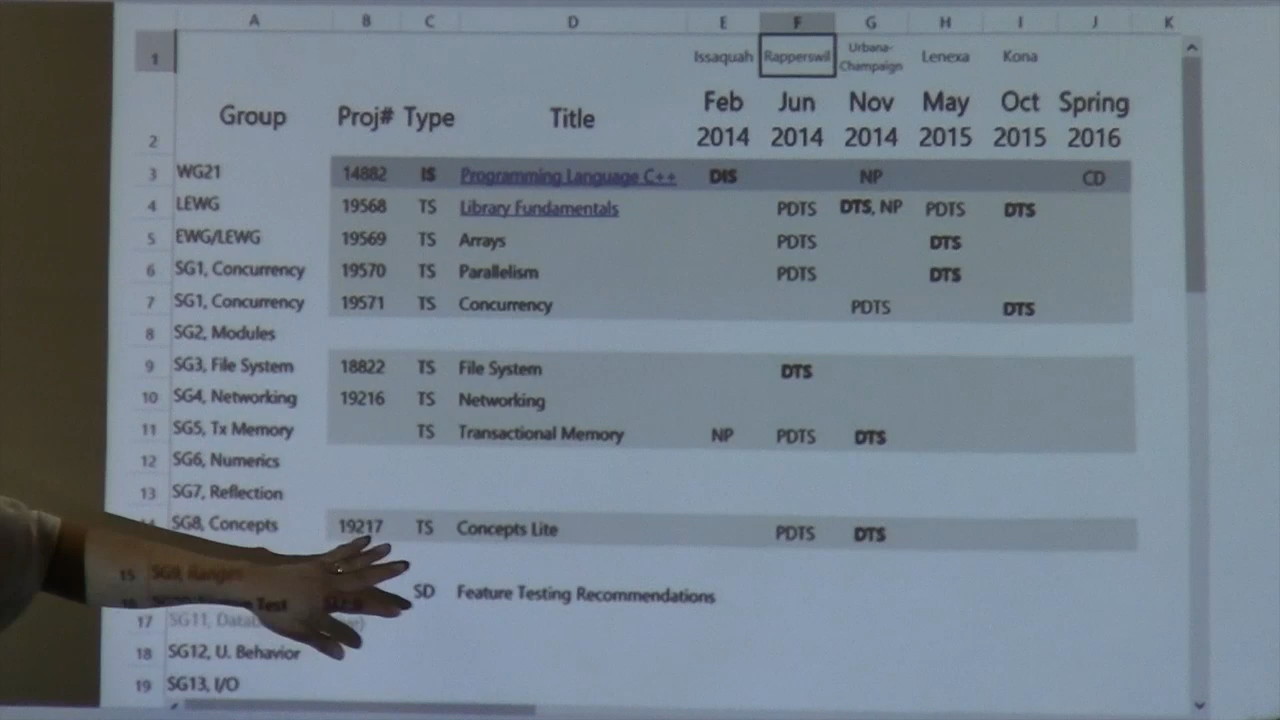 A B C D E F G H I J K
1 Issaquah Rapperswil Urbana-Champaign Lenexa Kona
2 Group Proj# Type Title Feb 2014 Jun 2014 Nov 2014 May 2015 Oct 2015 Spring 2016
3 WG21 14882 IS Programming Language C++ DIS NP CD
4 LEWG 19568 TS Library Fundamentals PDTS DTS, NP PDTS DTS
5 EWG/LEWG 19569 TS Arrays PDTS DTS
6 SG1, Concurrency 19570 TS Parallelism PDTS DTS
7 SG1, Concurrency 19571 TS Concurrency PDTS DTS
8 SG2, Modules
9 SG3, File System 18822 TS File System DTS
10 SG4, Networking 19216 TS Networking
11 SG5, Tx Memory TS Transactional Memory NP PDTS DTS
12 SG6, Numerics
13 SG7, Reflection
14 SG8, Concepts 19217 TS Concepts Lite PDTS DTS
15 SG9, Ranges
16 Test SD Feature Testing Recommendations
17 SG11,
18 SG12, U. Behavior
19 SG13, I/O